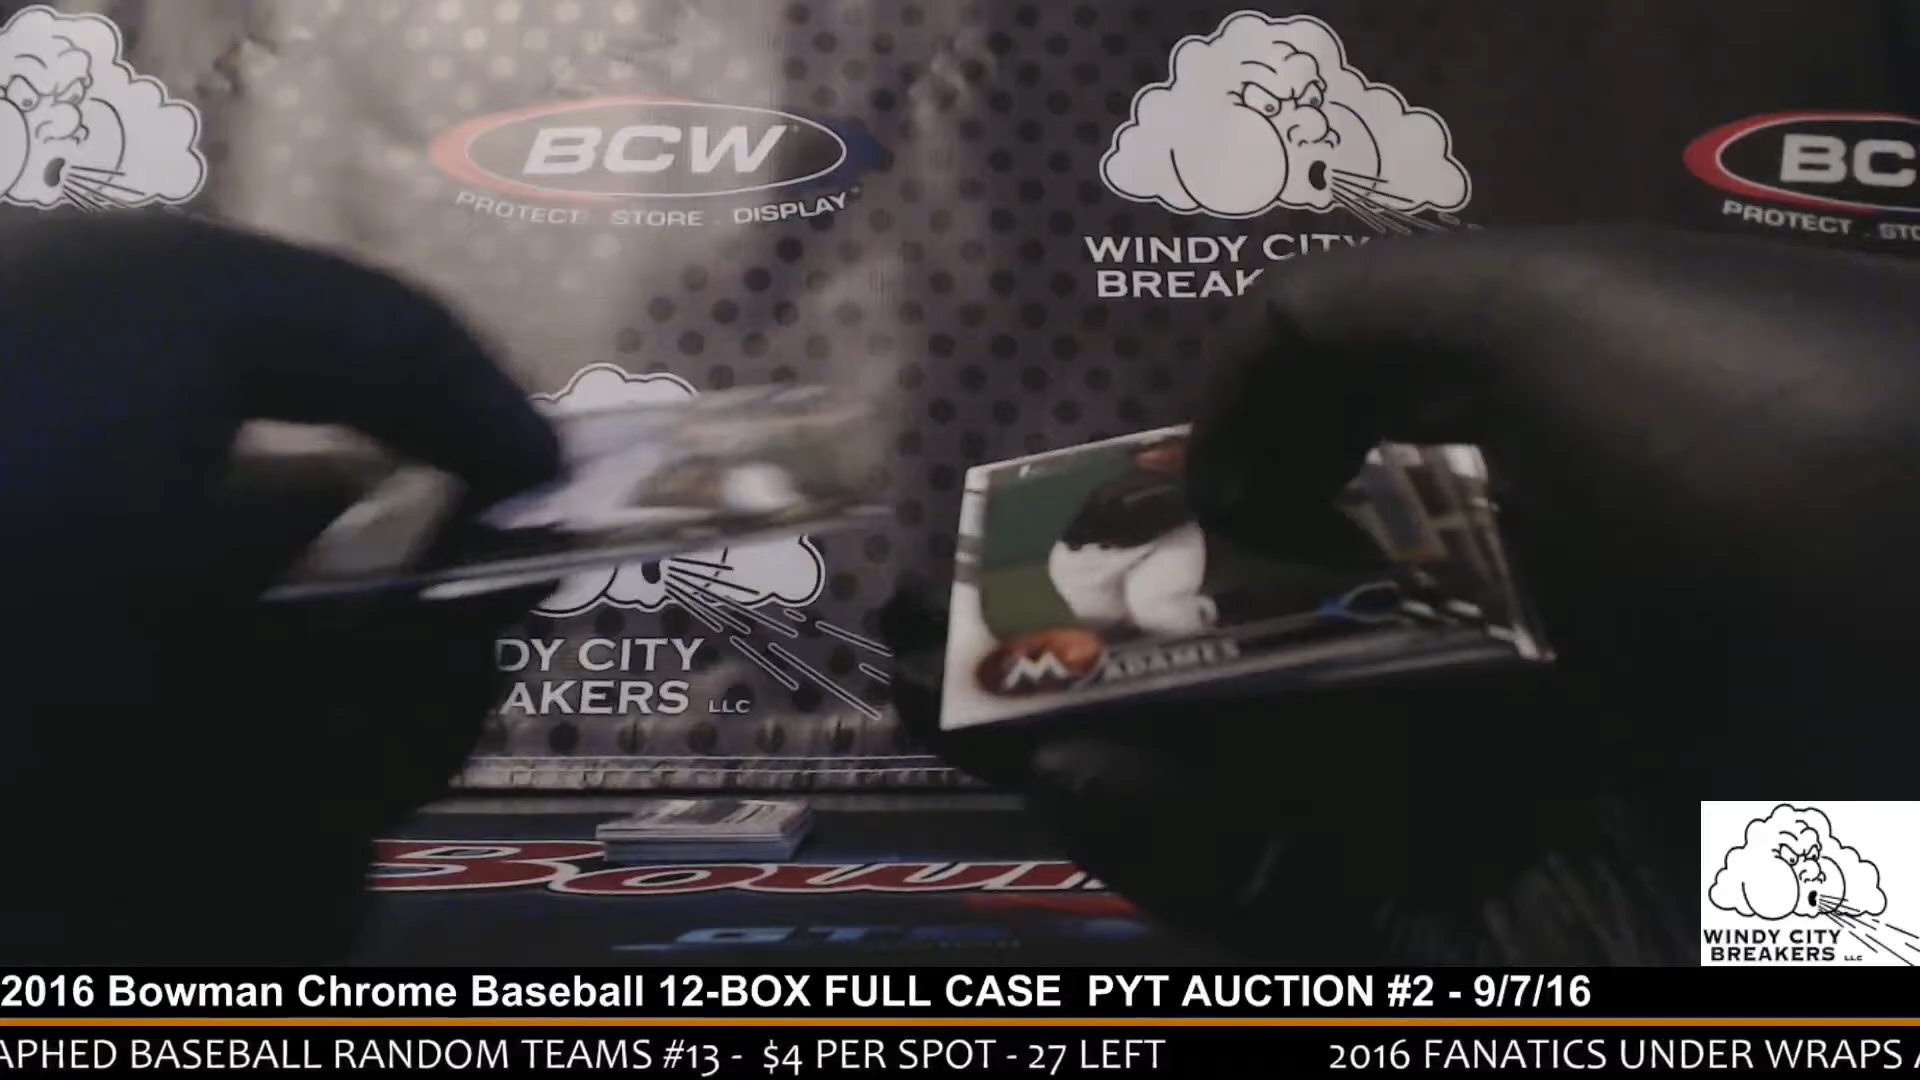 BCW
PROTECT . STORE . DISPLAY
WINDY CITY
BREAK
BC
PROTECT . STO
DY CITY
AKERS LLC
M
ADAMES
BOWM
WINDY CITY
BREAKERS LLC
2016 Bowman Chrome Baseball 12-BOX FULL CASE PYT AUCTION #2 - 9/7/16
APHED BASEBALL RANDOM TEAMS #13 - $4 PER SPOT - 27 LEFT
2016 FANATICS UNDER WRAPS A